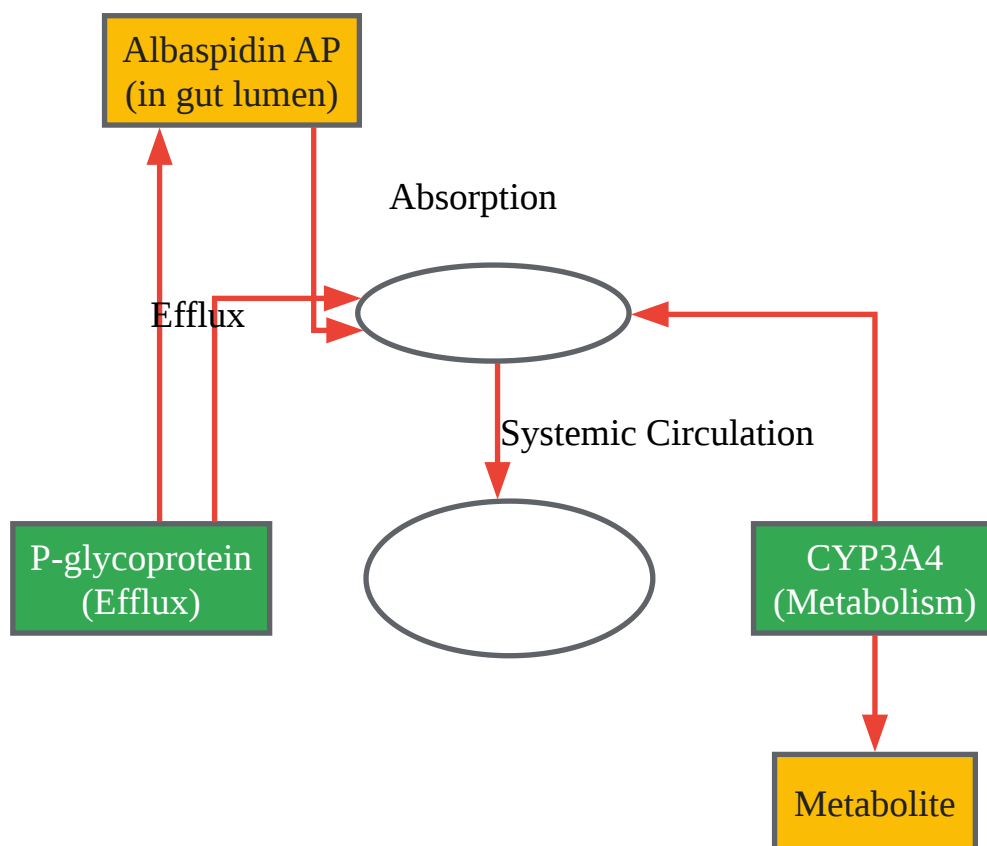 Albaspidin AP
(in gut lumen)
Absorption
Efflux
Systemic Circulation
P-glycoprotein
(Efflux)
CYP3A4
(Metabolism)
Metabolite